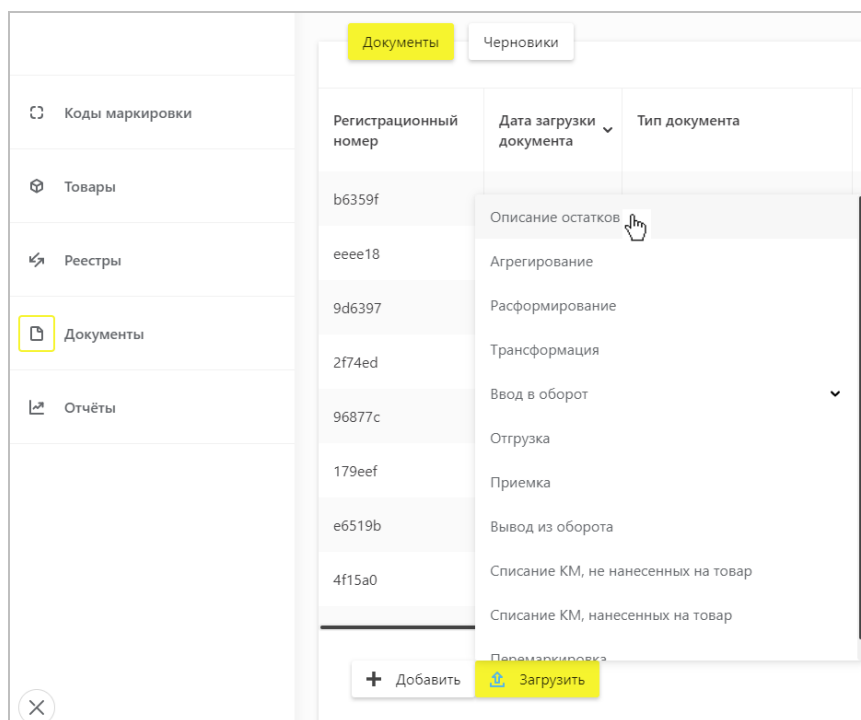 Документы Черновики
Коды маркировки
Товары
Реестры
Документы
Отчёты
Регистрационный номер
Дата загрузки документа
Тип документа
b6359f
eeee18
9d6397
2f74ed
96877c
179eef
e6519b
4f15a0
Описание остатков
Агрегирование
Расформирование
Трансформация
Ввод в оборот
Отгрузка
Приемка
Вывод из оборота
Списание КМ, не нанесенных на товар
Списание КМ, нанесенных на товар
Перемаркировка
Добавить Загрузить